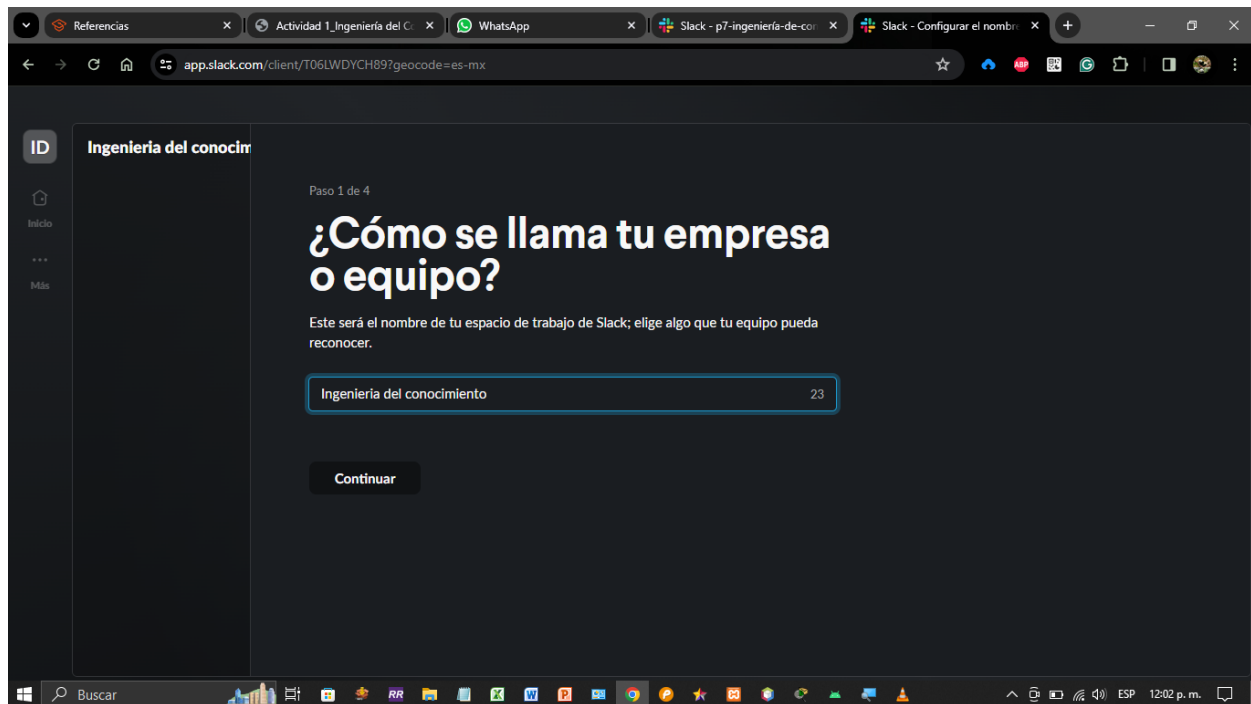 Referencias
Actividad 1_Ingeniería del Co
WhatsApp
Slack - p7-ingeniería-de-con
Slack - Configurar el nombre
app.slack.com/client/T06LWDYCH89?geocode=es-mx
ABP
ID
Ingenieria del conocim
Inicio
Más
Paso 1 de 4
¿Cómo se llama tu empresa
o equipo?
Este será el nombre de tu espacio de trabajo de Slack; elige algo que tu equipo pueda
reconocer.
Ingenieria del conocimiento 23
Continuar
Buscar
RR
ESP 12:02 p. m.